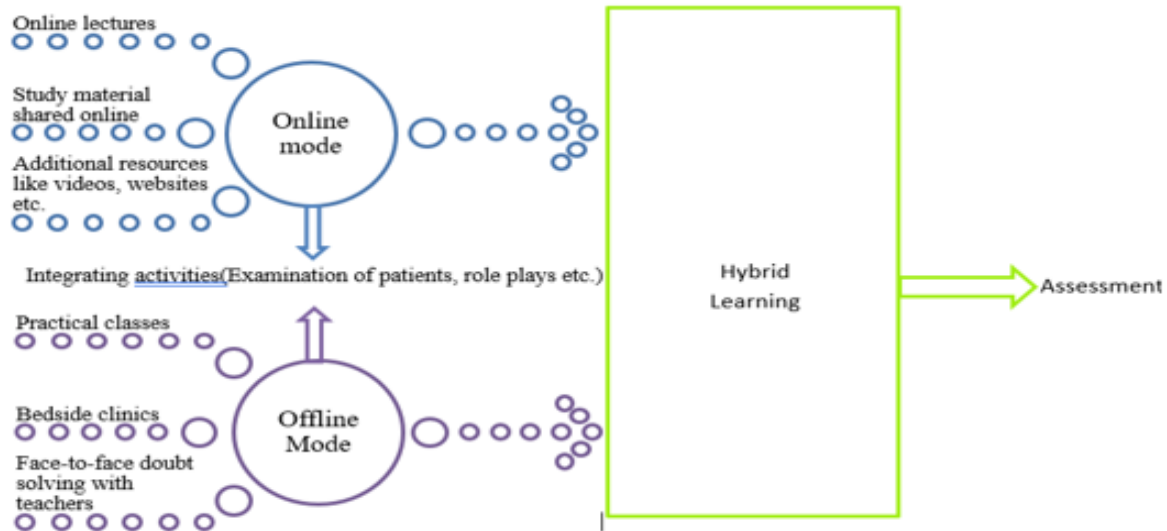 Online lectures
Study material
shared online
Additional resources
like videos, websites
etc.
Online
mode
Integrating activities(Examination of patients, role plays etc.)
Practical classes
Bedside clinics
Face-to-face doubt
solving with
teachers
Offline
Mode
Hybrid
Learning
Assessment